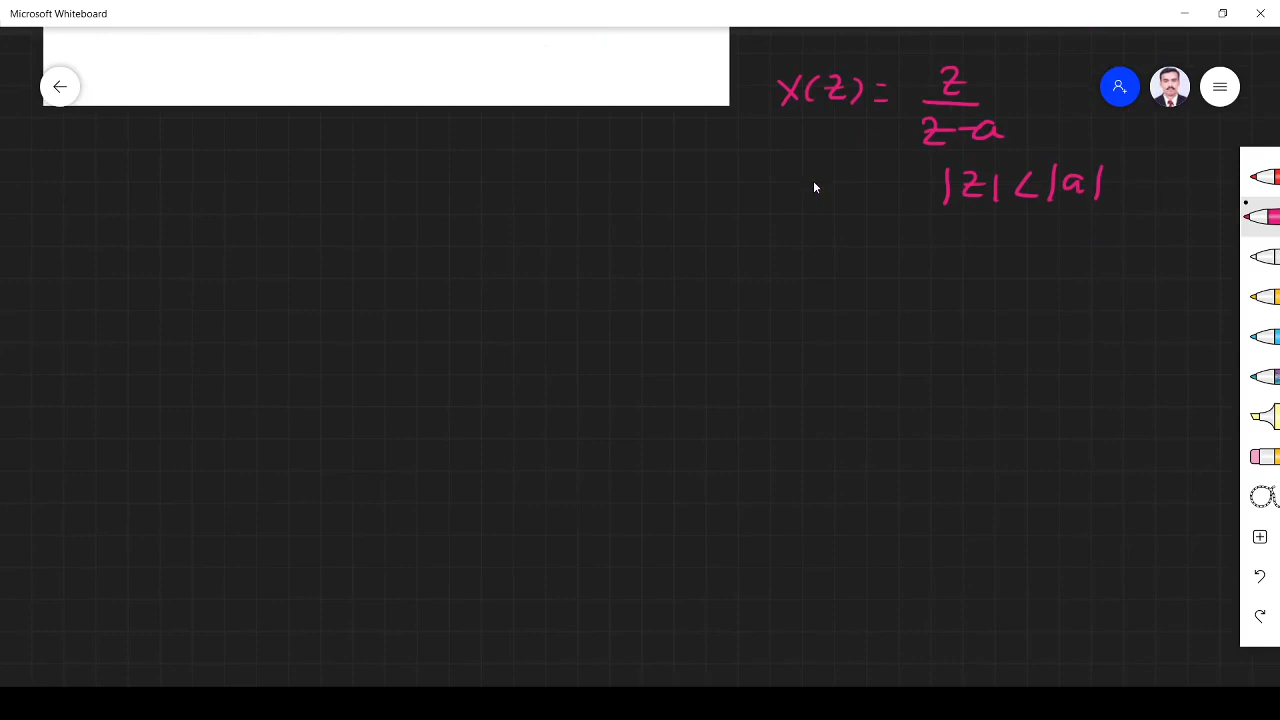 Microsoft Whiteboard
X(Z) = Z / Z-a
|Z| < |a|